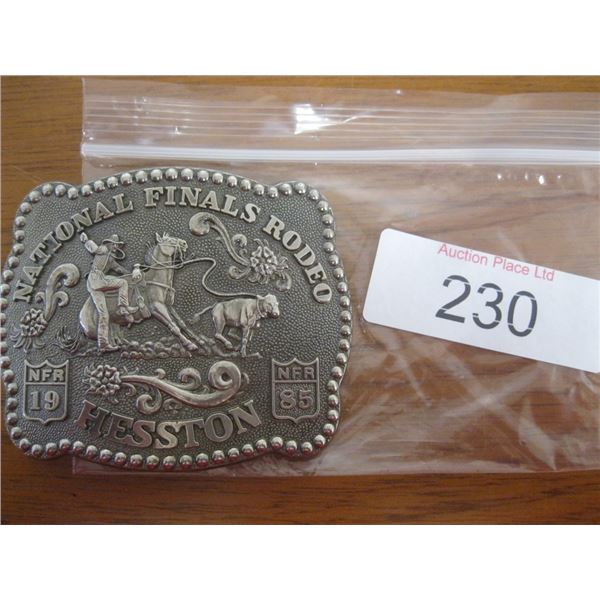 NATIONAL FINALS RODEO
NFR
19
NFR
85
HESSTON
Auction Place Ltd
230